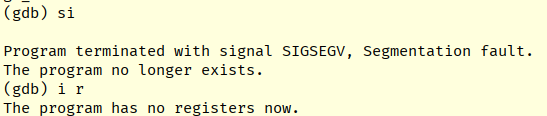 (gdb) si
Program terminated with signal SIGSEGV, Segmentation fault.
The program no longer exists.
(gdb) i r
The program has no registers now.